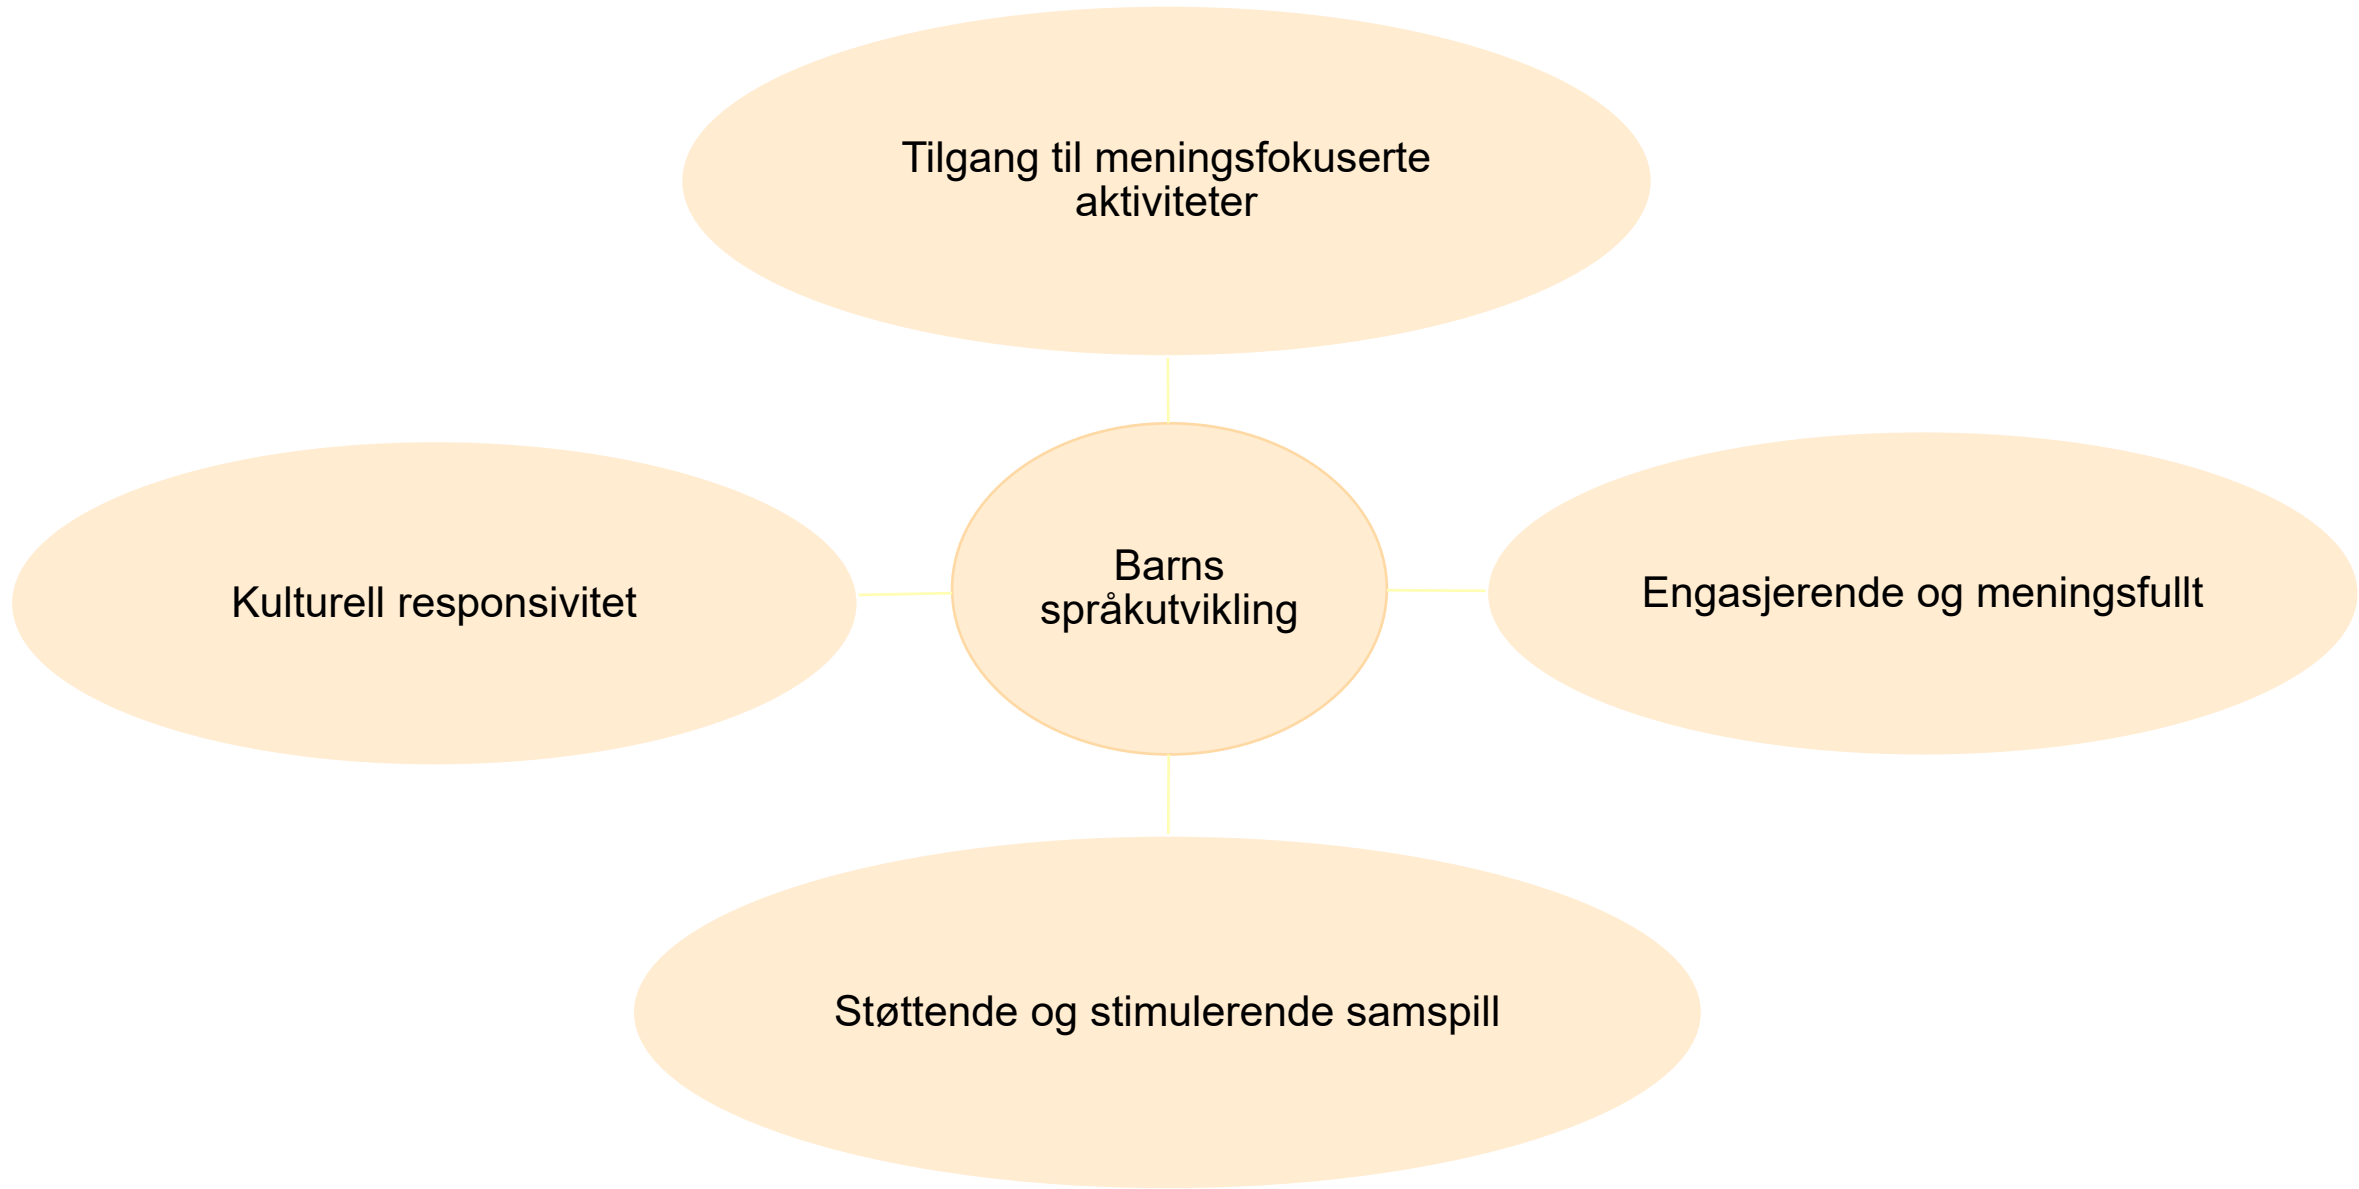 Tilgang til meningsfokuserte
aktiviteter
Kulturell responsivitet
Barns
språkutvikling
Engasjerende og meningsfullt
Støttende og stimulerende samspill